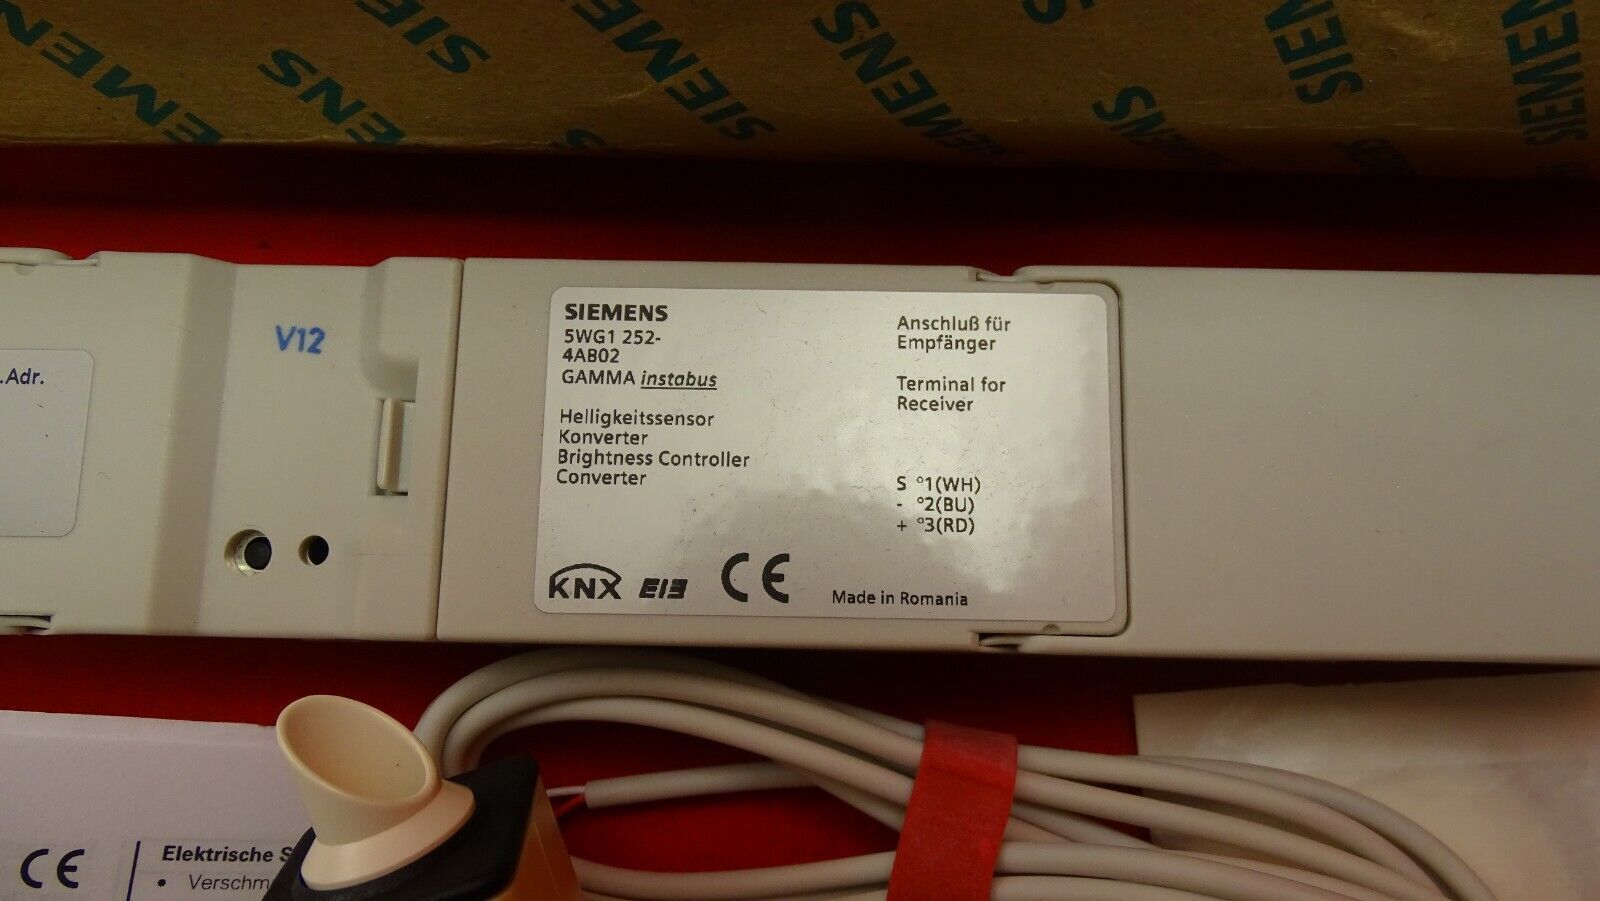 SIEMENS
SIEMENS
SIEMENS
SIEMENS
SIEMENS
.Adr.
V12
SIEMENS
5WG1 252-
4AB02
GAMMA instabus
Helligkeitssensor
Konverter
Brightness Controller
Converter
KNX EIB CE
Made in Romania
Anschluß für
Empfänger
Terminal for
Receiver
S °1(WH)
- °2(BU)
+ °3(RD)
CE
Elektrische S
• Verschm